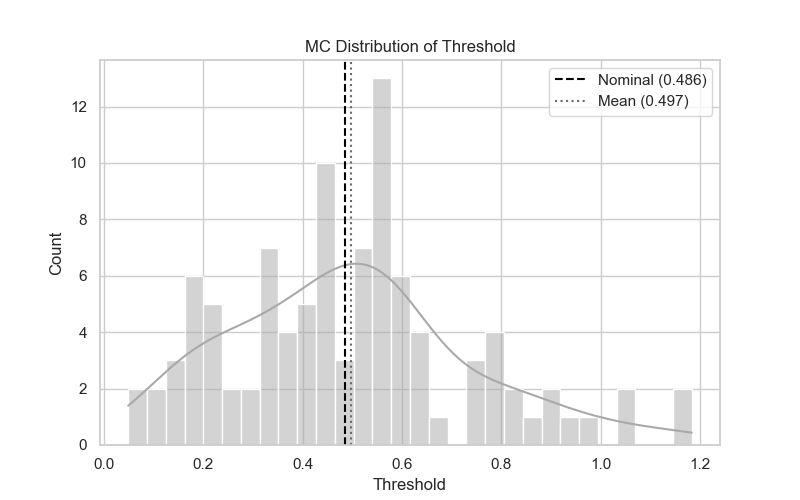 MC Distribution of Threshold
Nominal (0.486)
Mean (0.497)
Count
12
10
8
6
4
2
0
0.0 0.2 0.4 0.6 0.8 1.0 1.2
Threshold